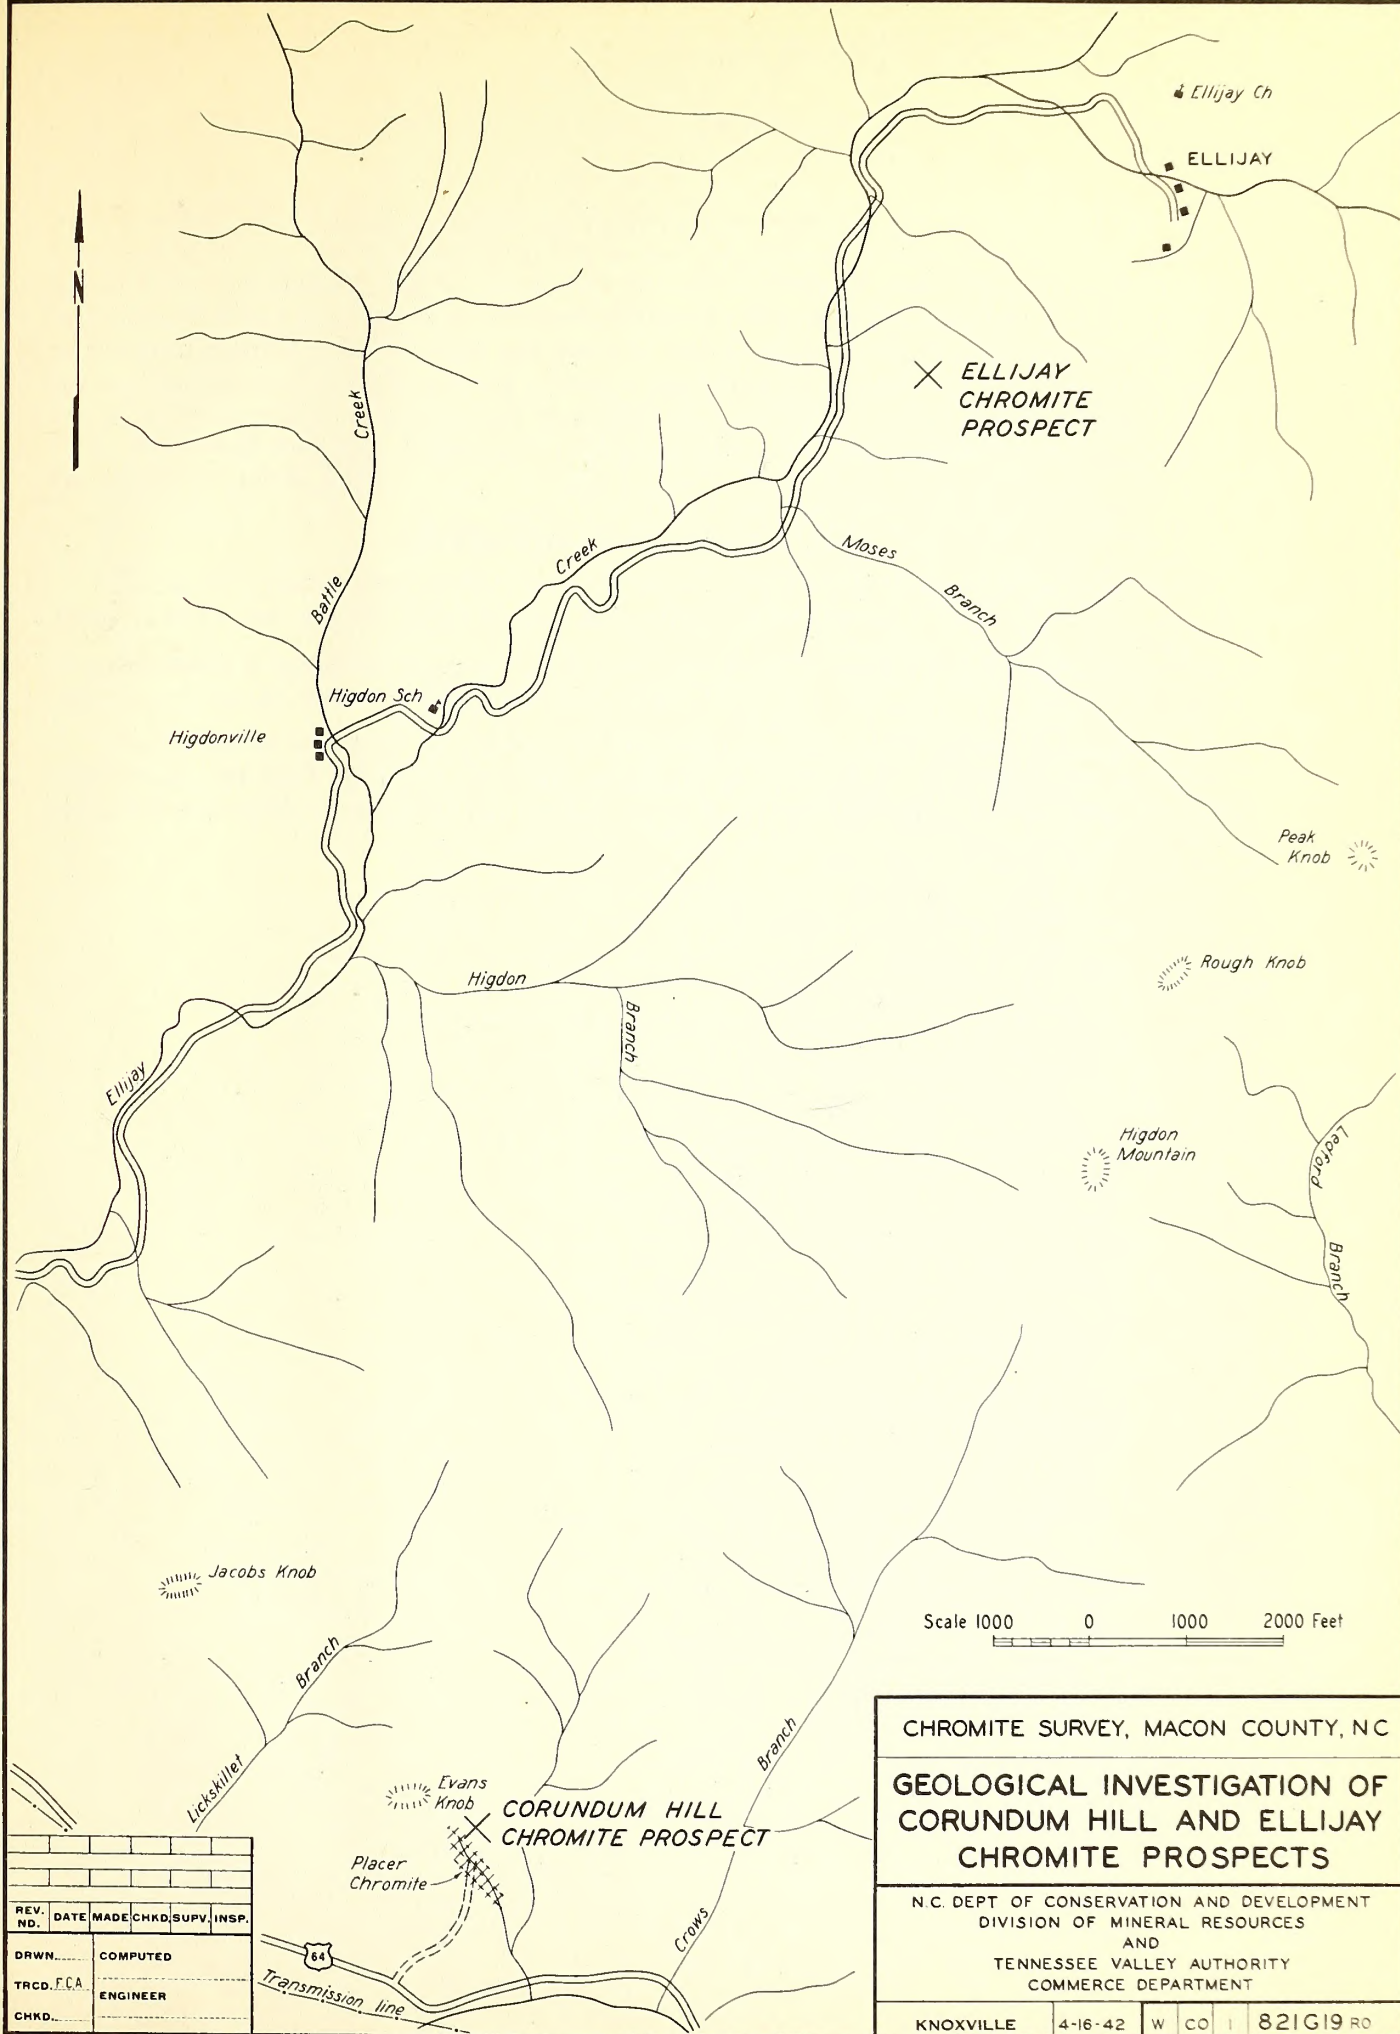 Ellijay Ch
ELLIJAY
N
ELLIJAY
CHROMITE
PROSPECT
Creek
Battle
Creek
Moses
Branch
Higdon Sch
Higdonville
Peak
Knob
Rough Knob
Higdon
Branch
Ellijay
Higdon
Mountain
Ledford
Branch
Jacobs Knob
Scale 1000 0 1000 2000 Feet
Branch
Lickskillet
Branch
Crows
Evans
Knob
CORUNDUM HILL
CHROMITE PROSPECT
Placer
Chromite
64
Transmission line
REV. NO. DATE MADE CHKD. SUPV. INSP.
DRWN. COMPUTED
TRCD. F.C.A.
ENGINEER
CHKD.
CHROMITE SURVEY, MACON COUNTY, N C
GEOLOGICAL INVESTIGATION OF
CORUNDUM HILL AND ELLIJAY
CHROMITE PROSPECTS
N.C. DEPT OF CONSERVATION AND DEVELOPMENT
DIVISION OF MINERAL RESOURCES
AND
TENNESSEE VALLEY AUTHORITY
COMMERCE DEPARTMENT
KNOXVILLE 4-16-42 W CO 1 821G19 RO